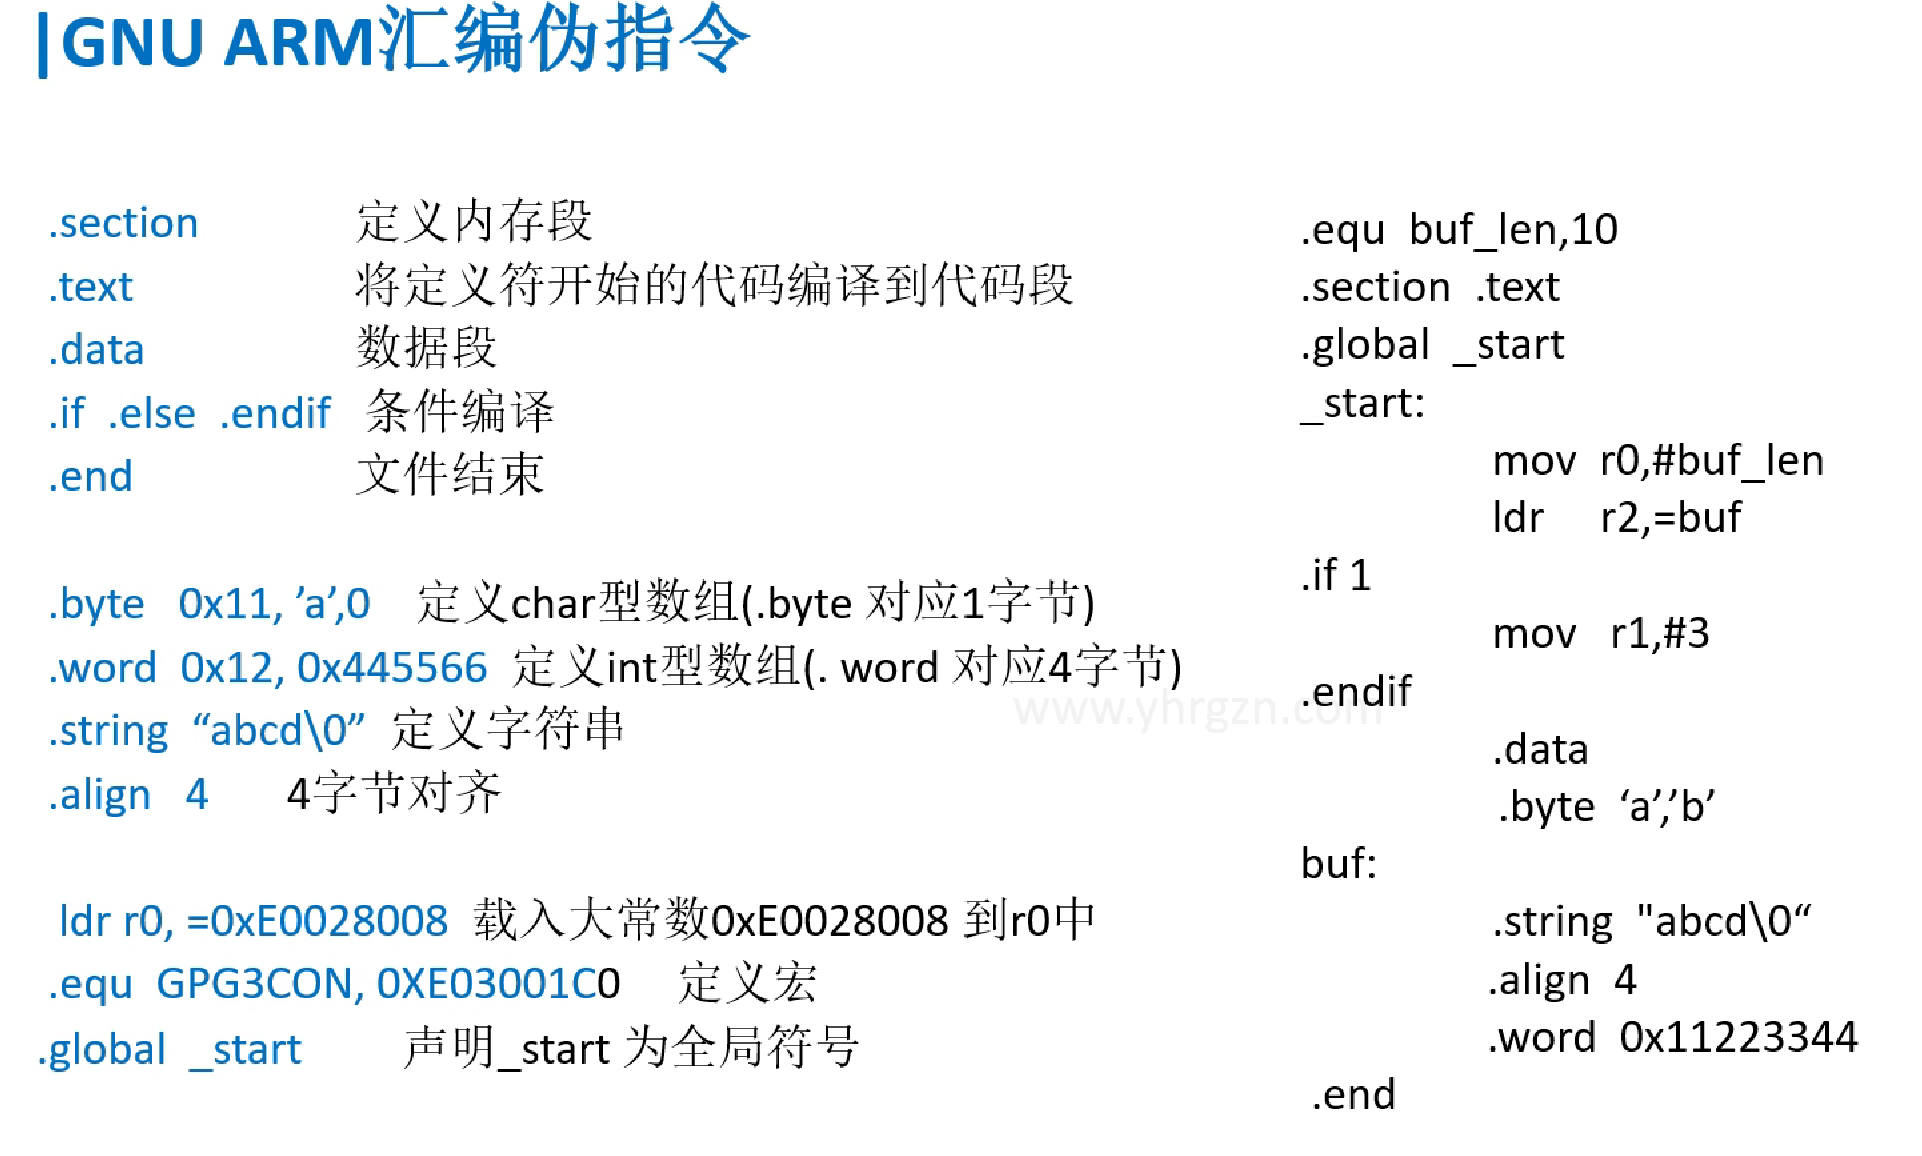 |GNU ARM汇编伪指令
.section 定义内存段
.text 将定义符开始的代码编译到代码段
.data 数据段
.if .else .endif 条件编译
.end 文件结束
.byte 0x11, ’a’,0 定义char型数组(.byte 对应1字节)
.word 0x12, 0x445566 定义int型数组(. word 对应4字节)
.string “abcd\0” 定义字符串
.align 4 4字节对齐
ldr r0, =0xE0028008 载入大常数0xE0028008 到r0中
.equ GPG3CON, 0XE03001C0 定义宏
.global _start 声明_start 为全局符号
.equ buf_len,10
.section .text
.global _start
_start:
mov r0,#buf_len
ldr r2,=buf
.if 1
mov r1,#3
.endif
.data
.byte ‘a’,’b’
buf:
.string "abcd\0“
.align 4
.word 0x11223344
.end
www.yhrgzn.com